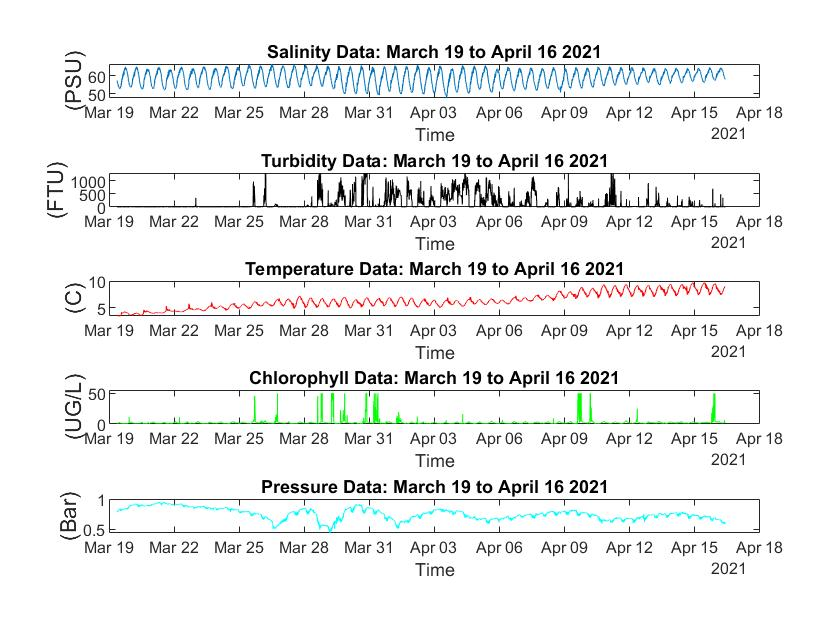 Salinity Data: March 19 to April 16 2021
(PSU)
60
50
Mar 19 Mar 22 Mar 25 Mar 28 Mar 31 Apr 03 Apr 06 Apr 09 Apr 12 Apr 15 Apr 18
Time
2021
Turbidity Data: March 19 to April 16 2021
(FTU)
1000
500
0
Mar 19 Mar 22 Mar 25 Mar 28 Mar 31 Apr 03 Apr 06 Apr 09 Apr 12 Apr 15 Apr 18
Time
2021
Temperature Data: March 19 to April 16 2021
(C)
10
5
Mar 19 Mar 22 Mar 25 Mar 28 Mar 31 Apr 03 Apr 06 Apr 09 Apr 12 Apr 15 Apr 18
Time
2021
Chlorophyll Data: March 19 to April 16 2021
(UG/L)
50
0
Mar 19 Mar 22 Mar 25 Mar 28 Mar 31 Apr 03 Apr 06 Apr 09 Apr 12 Apr 15 Apr 18
Time
2021
Pressure Data: March 19 to April 16 2021
(Bar)
1
0.5
Mar 19 Mar 22 Mar 25 Mar 28 Mar 31 Apr 03 Apr 06 Apr 09 Apr 12 Apr 15 Apr 18
Time
2021